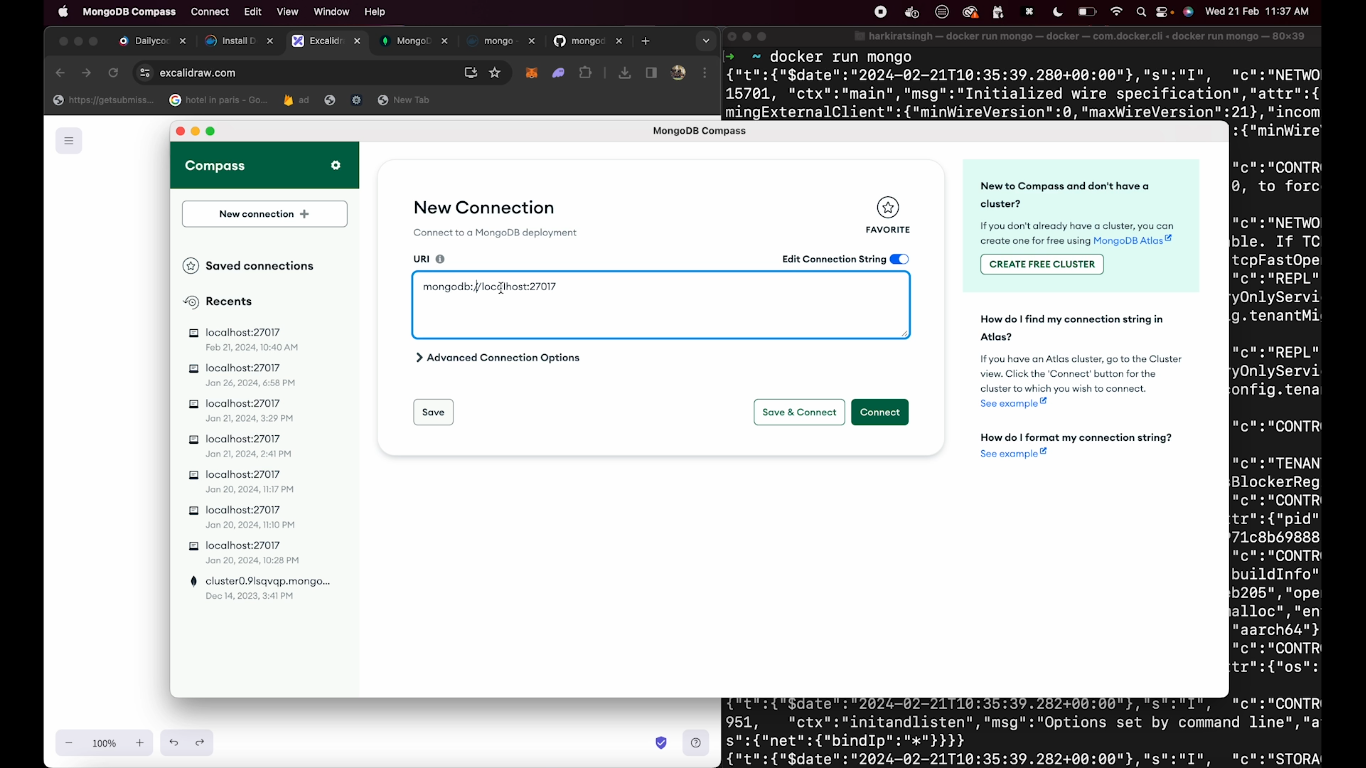 MongoDB Compass Connect Edit View Window Help
Wed 21 Feb 11:37 AM
Dailyco
Install D
Excalidr
MongoD
mongo
mongod
excalidraw.com
https://getsubmiss...
hotel in paris - Go...
ad
New Tab
harkiratsingh — docker run mongo — docker — com.docker.cli • docker run mongo — 80×39
~ docker run mongo
{"t":{"$date":"2024-02-21T10:35:39.280+00:00"},"s":"I", "c":"NETWO
15701, "ctx":"main","msg":"Initialized wire specification","attr":{
mingExternalClient":{"minWireVersion":0,"maxWireVersion":21},"incom
:{"minWire
"c":"CONTR
0, to forc
"c":"NETWO
ble. If TC
tcpFastOpe
"c":"REPL"
yOnlyServi
g.tenantMi
"c":"REPL"
yOnlyServi
onfig.tena
"c":"CONTR
"c":"TENAN
sBlockerReg
"c":"CONTR
tr":{"pid"
71c8b69888
"c":"CONTR
buildInfo"
b205","ope
alloc","en
"aarch64"}
"c":"CONTR
tr":{"os":
{"t":{"$date":"2024-02-21T10:35:39.282+00:00"},"s":"I", "c":"CONTR
951, "ctx":"initandlisten","msg":"Options set by command line","a
s":{"net":{"bindIp":"*"}}}}
{"t":{"$date":"2024-02-21T10:35:39.282+00:00"},"s":"I", "c":"STORA
MongoDB Compass
Compass
New connection +
Saved connections
Recents
localhost:27017
Feb 21, 2024, 10:40 AM
localhost:27017
Jan 26, 2024, 6:58 PM
localhost:27017
Jan 21, 2024, 3:29 PM
localhost:27017
Jan 21, 2024, 2:41 PM
localhost:27017
Jan 20, 2024, 11:17 PM
localhost:27017
Jan 20, 2024, 11:10 PM
localhost:27017
Jan 20, 2024, 10:28 PM
cluster0.9lsqvqp.mongo...
Dec 14, 2023, 3:41 PM
New Connection
Connect to a MongoDB deployment
FAVORITE
URI
Edit Connection String
mongodb://localhost:27017
Advanced Connection Options
Save
Save & Connect
Connect
New to Compass and don't have a
cluster?
If you don't already have a cluster, you can
create one for free using MongoDB Atlas
CREATE FREE CLUSTER
How do I find my connection string in
Atlas?
If you have an Atlas cluster, go to the Cluster
view. Click the 'Connect' button for the
cluster to which you wish to connect.
See example
How do I format my connection string?
See example
100%